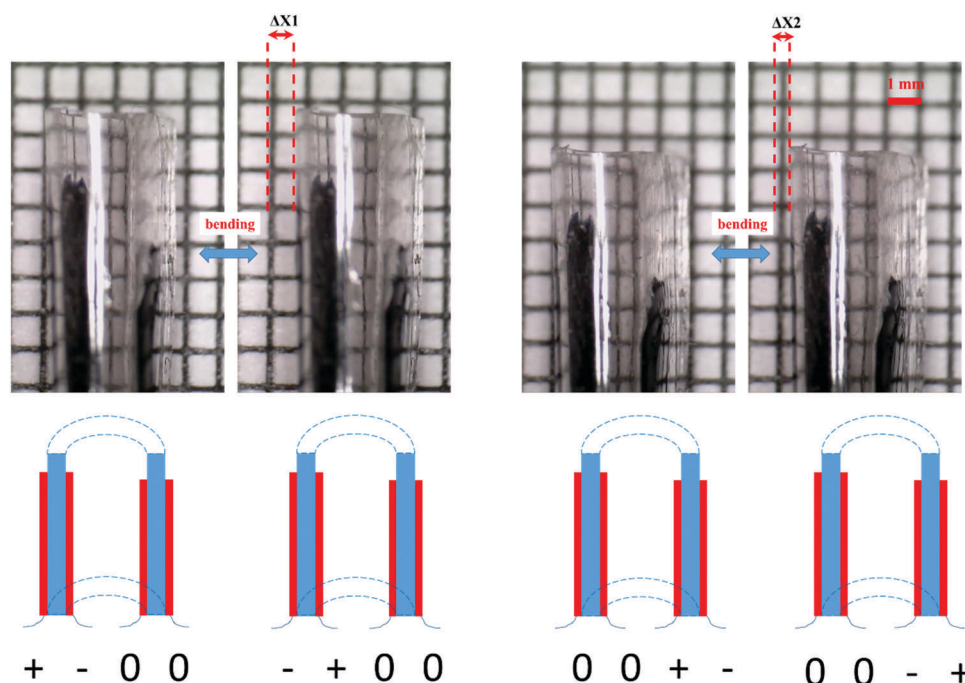 ΔX1
ΔX2
1 mm
bending
bending
+ - 0 0
- + 0 0
0 0 + -
0 0 - +